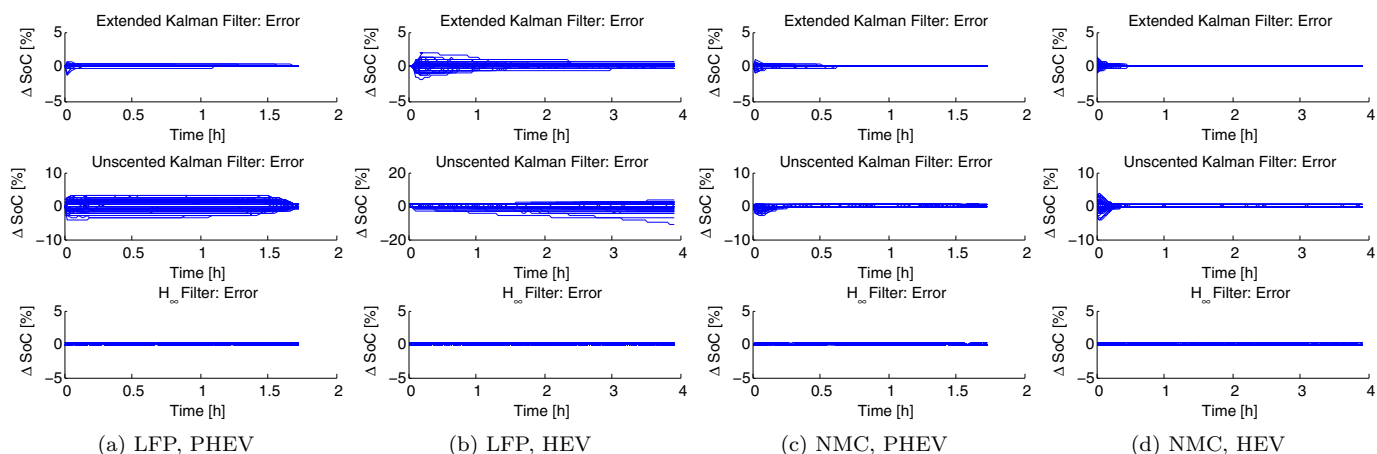 Extended Kalman Filter: Error
5
0
−5
Δ SoC [%]
0 0.5 1 1.5 2
Time [h]
Unscented Kalman Filter: Error
10
0
−10
Δ SoC [%]
0 0.5 1 1.5 2
Time [h]
H∞ Filter: Error
5
0
−5
Δ SoC [%]
0 0.5 1 1.5 2
Time [h]
(a) LFP, PHEV
Extended Kalman Filter: Error
5
0
−5
Δ SoC [%]
0 1 2 3 4
Time [h]
Unscented Kalman Filter: Error
20
0
−20
Δ SoC [%]
0 1 2 3 4
Time [h]
H∞ Filter: Error
5
0
−5
Δ SoC [%]
0 1 2 3 4
Time [h]
(b) LFP, HEV
Extended Kalman Filter: Error
5
0
−5
Δ SoC [%]
0 0.5 1 1.5 2
Time [h]
Unscented Kalman Filter: Error
10
0
−10
Δ SoC [%]
0 0.5 1 1.5 2
Time [h]
H∞ Filter: Error
5
0
−5
Δ SoC [%]
0 0.5 1 1.5 2
Time [h]
(c) NMC, PHEV
Extended Kalman Filter: Error
5
0
−5
Δ SoC [%]
0 1 2 3 4
Time [h]
Unscented Kalman Filter: Error
10
0
−10
Δ SoC [%]
0 1 2 3 4
Time [h]
H∞ Filter: Error
5
0
−5
Δ SoC [%]
0 1 2 3 4
Time [h]
(d) NMC, HEV